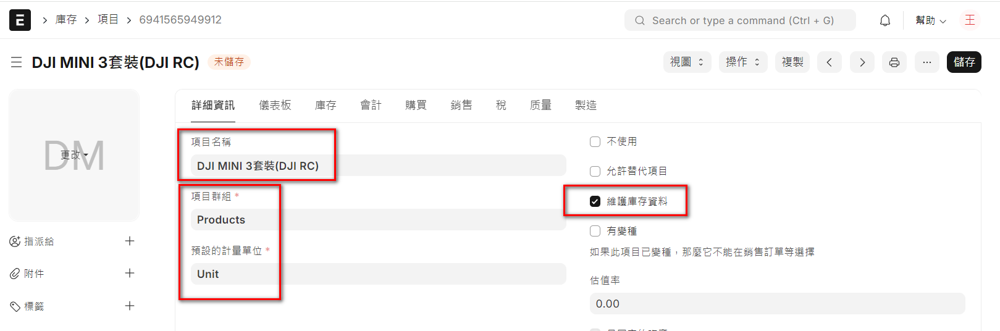 E 庫存 項目 6941565949912 Search or type a command (Ctrl + G) 幫助 王
DJI MINI 3套裝(DJI RC) 未儲存 視圖 操作 複製 ... 儲存
詳細資訊 儀表板 庫存 會計 購買 銷售 稅 质量 製造
DM
更改
指派給
附件
標籤
項目名稱
DJI MINI 3套裝(DJI RC)
項目群組 *
Products
預設的計量單位 *
Unit
不使用
允許替代項目
維護庫存資料
有變種
如果此項目已變種，那麼它不能在銷售訂單等選擇
估值率
0.00